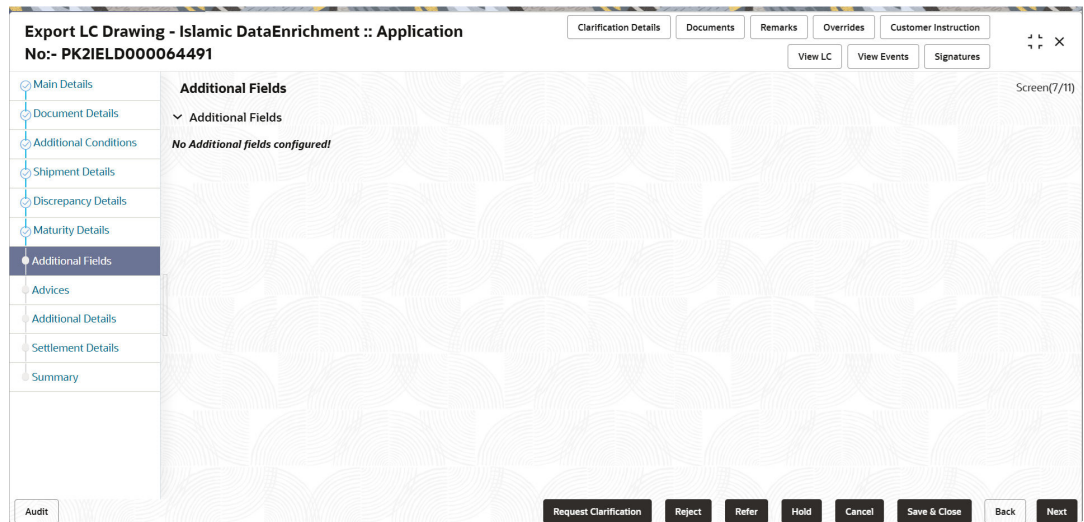 Export LC Drawing - Islamic DataEnrichment :: Application
No:- PK2IELD000064491
Clarification Details
Documents
Remarks
Overrides
Customer Instruction
View LC
View Events
Signatures
Main Details
Document Details
Additional Conditions
Shipment Details
Discrepancy Details
Maturity Details
Additional Fields
Advices
Additional Details
Settlement Details
Summary
Additional Fields
Screen(7/11)
Additional Fields
No Additional fields configured!
Audit
Request Clarification
Reject
Refer
Hold
Cancel
Save & Close
Back
Next